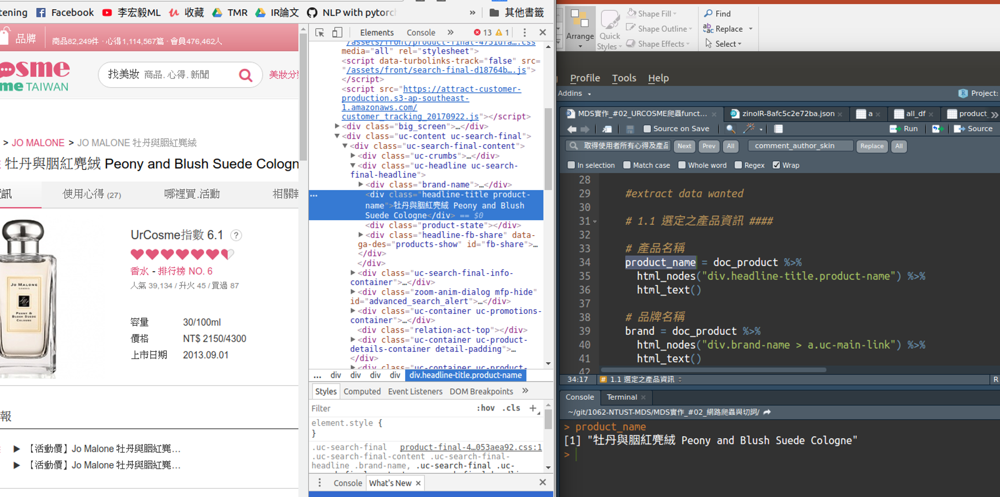 tening Facebook 李宏毅ML 收藏 TMR IR論文 NLP with pytorch » 其他書籤
品牌 商品82,249件 · 心得1,114,567篇 · 會員476,462人
osme
me TAIWAN
找美妝 商品. 心得. 新聞
美妝分類
> JO MALONE > JO MALONE 牡丹與胭紅麂絨
牡丹與胭紅麂絨 Peony and Blush Suede Cologn
訊 使用心得 (27) 哪裡買.活動 相關
JO MALONE
LONDON
PEONY &
BLUSH SUEDE
COLOGNE
UrCosme指數 6.1 ?
香水 - 排行榜 NO. 6
人氣 39,134 / 升火 45 / 買過 87
容量 30/100ml
價格 NT$ 2150/4300
上市日期 2013.09.01
報
▶ 【活動價】Jo Malone 牡丹與胭紅麂…
▶ 【活動價】Jo Malone 牡丹與胭紅麂…
Elements Console » 13 1
/assets/front/product-final-4751dfa….css
media="all" rel="stylesheet">
<script data-turbolinks-track="false" src=
"/assets/front/search-final-d18764b….js">
</script>
<script src="https://attract-customer-
production.s3-ap-southeast-
1.amazonaws.com/
customer_tracking_20170922.js"></script>
▶<div class="big_screen">…</div>
▼<div class="uc-content uc-search-final">
▼<div class="uc-search-final-content">
▶<div class="uc-crumbs">…</div>
▼<div class="uc-headline uc-search-
final-headline">
▶<div class="brand-name">…</div>
<div class="headline-title product-
name">牡丹與胭紅麂絨 Peony and Blush
Suede Cologne</div> == $0
<div class="product-state"></div>
▶<div class="headline-fb-share" data-
ga-des="products-show" id="fb-share">…
</div>
</div>
▶<div class="uc-search-final-info-
container">…</div>
▶<div class="zoom-anim-dialog mfp-hide"
id="advanced_search_alert">…</div>
▶<div class="uc-container uc-promotions-
container">…</div>
<div class="relation-act-top"></div>
▶<div class="uc-container uc-product-
details-container detail-padding">…
</div>
▶<div class="uc-container uc-product-
... div div div div div.headline-title.product-name
Styles Computed Event Listeners DOM Breakpoints »
Filter :hov .cls +
element.style {
}
.uc-search-final product-final-4…053aea92.css:1
.uc-search-final-content .uc-search-final-
headline .brand-name, .uc-search-final .uc-
Console What's New ×
Arrange
Quick
Styles
Shape Fill
Shape Outline
Shape Effects
Find
Replace
Select
Profile Tools Help
Addins Project:
MDS實作_#02_URCOSME爬蟲funct... zinolR-8afc5c2e72ba.json a all_df product
Source on Save Run Source
取得使用者所有心得及產品 Next Prev All comment_author_skin Replace All
In selection Match case Whole word Regex Wrap
28
29 #extract data wanted
30
31 # 1.1 選定之產品資訊 ####
32
33 # 產品名稱
34 product_name = doc_product %>%
35 html_nodes("div.headline-title.product-name") %>%
36 html_text()
37
38 # 品牌名稱
39 brand = doc_product %>%
40 html_nodes("div.brand-name > a.uc-main-link") %>%
41 html_text()
42
34:17 # 1.1 選定之產品資訊 R
Console Terminal
~/git/1062-NTUST-MDS/MDS實作_#02_網路爬蟲與切詞/
> product_name
[1] "牡丹與胭紅麂絨 Peony and Blush Suede Cologne"
>